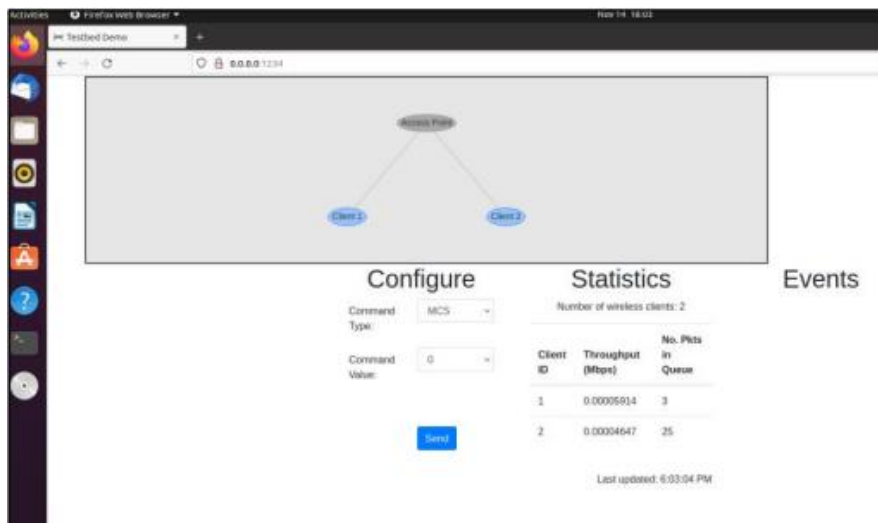 Activities Firefox Web Browser Nov 14 18:03
Testbed Demo × +
0.0.0.0:1234
Access Point
Client 1 Client 2
Configure Statistics Events
Number of wireless clients: 2
Command Type: MCS
Command Value: 0
Send
Client ID Throughput (Mbps) No. Pkts in Queue
1 0.00005914 3
2 0.00004647 25
Last updated: 6:03:04 PM